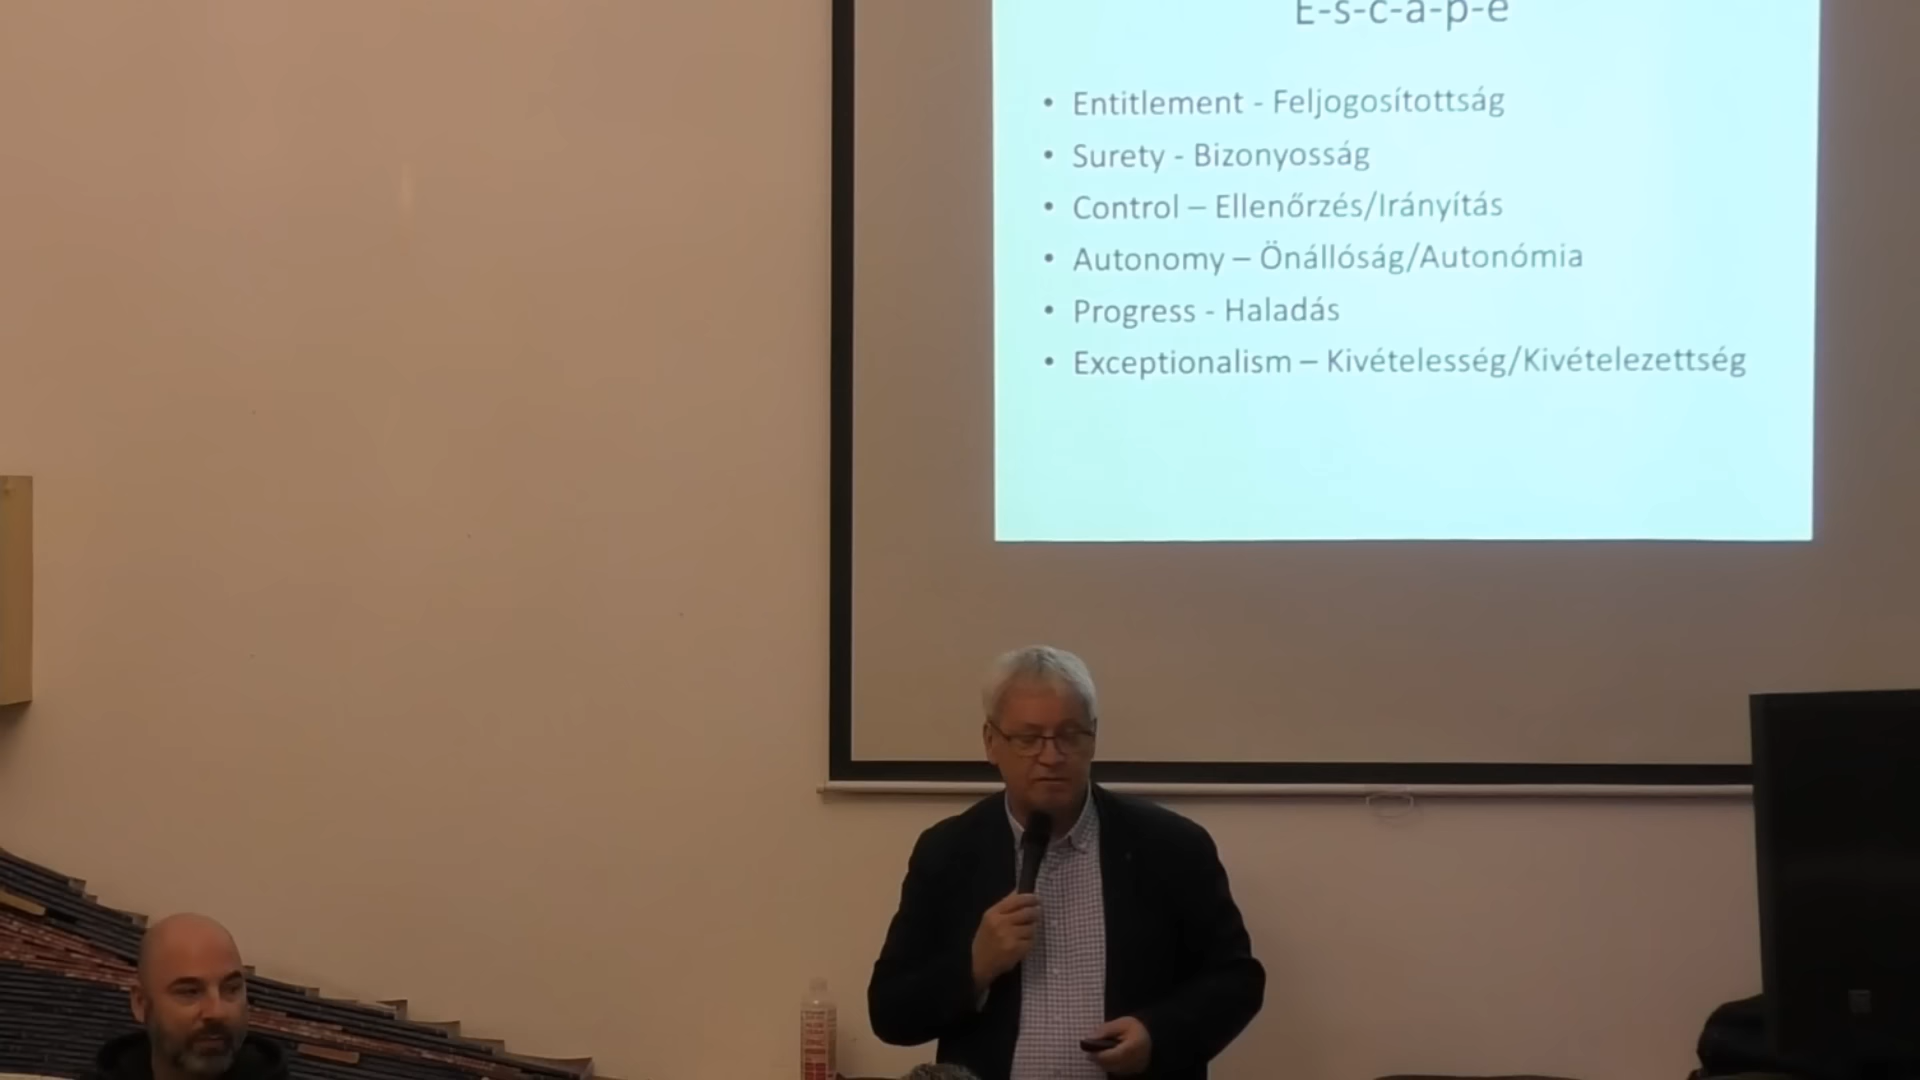 E-s-c-a-p-e
• Entitlement - Feljogosítottság
• Surety - Bizonyosság
• Control – Ellenőrzés/Irányítás
• Autonomy – Önállóság/Autonómia
• Progress - Haladás
• Exceptionalism – Kivételesség/Kivételezettség